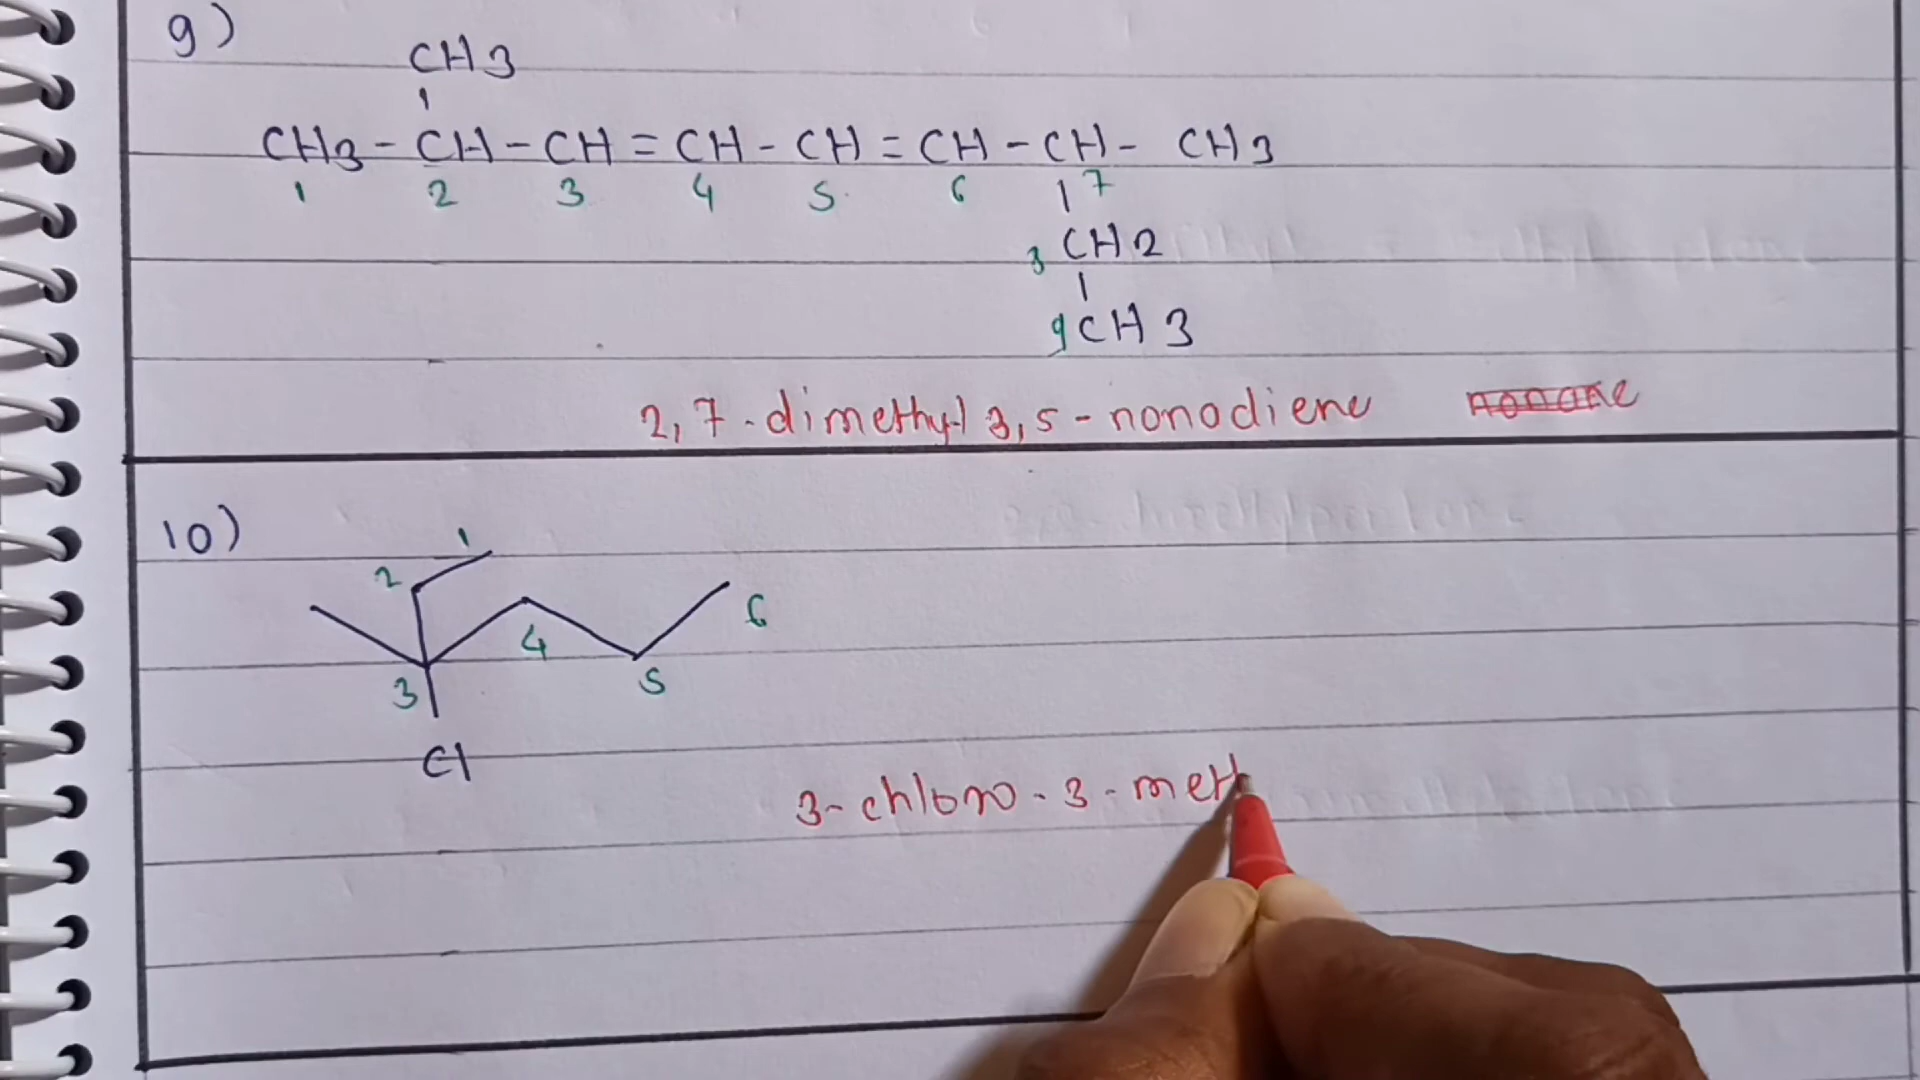 9)
CH3
CH3-CH-CH=CH-CH=CH-CH-CH3
1 2 3 4 5 6 7
8 CH2
9 CH3
2,7-dimethyl 3,5-nonodiene nonane
10)
1
2
6
4
3 5
Cl
3-chloro-3-meth